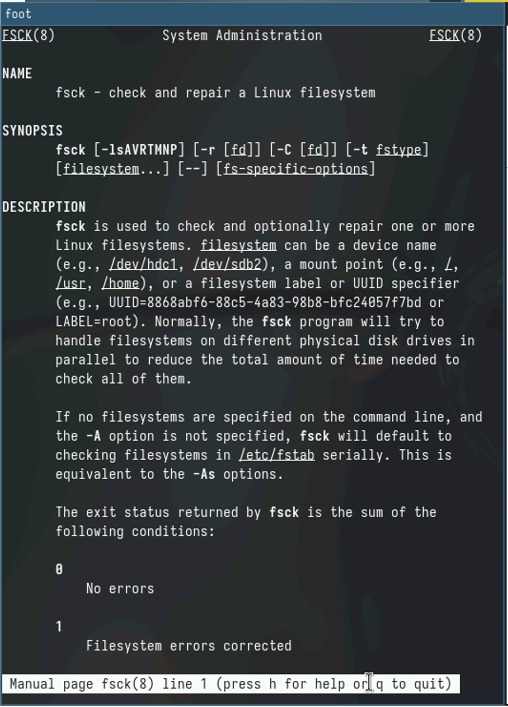 foot
FSCK(8) System Administration FSCK(8)
NAME
fsck - check and repair a Linux filesystem
SYNOPSIS
fsck [-lsAVRTMNP] [-r [fd]] [-C [fd]] [-t fstype]
[filesystem...] [--] [fs-specific-options]
DESCRIPTION
fsck is used to check and optionally repair one or more
Linux filesystems. filesystem can be a device name
(e.g., /dev/hdc1, /dev/sdb2), a mount point (e.g., /,
/usr, /home), or a filesystem label or UUID specifier
(e.g., UUID=8868abf6-88c5-4a83-98b8-bfc24057f7bd or
LABEL=root). Normally, the fsck program will try to
handle filesystems on different physical disk drives in
parallel to reduce the total amount of time needed to
check all of them.
If no filesystems are specified on the command line, and
the -A option is not specified, fsck will default to
checking filesystems in /etc/fstab serially. This is
equivalent to the -As options.
The exit status returned by fsck is the sum of the
following conditions:
0
No errors
1
Filesystem errors corrected
Manual page fsck(8) line 1 (press h for help or q to quit)